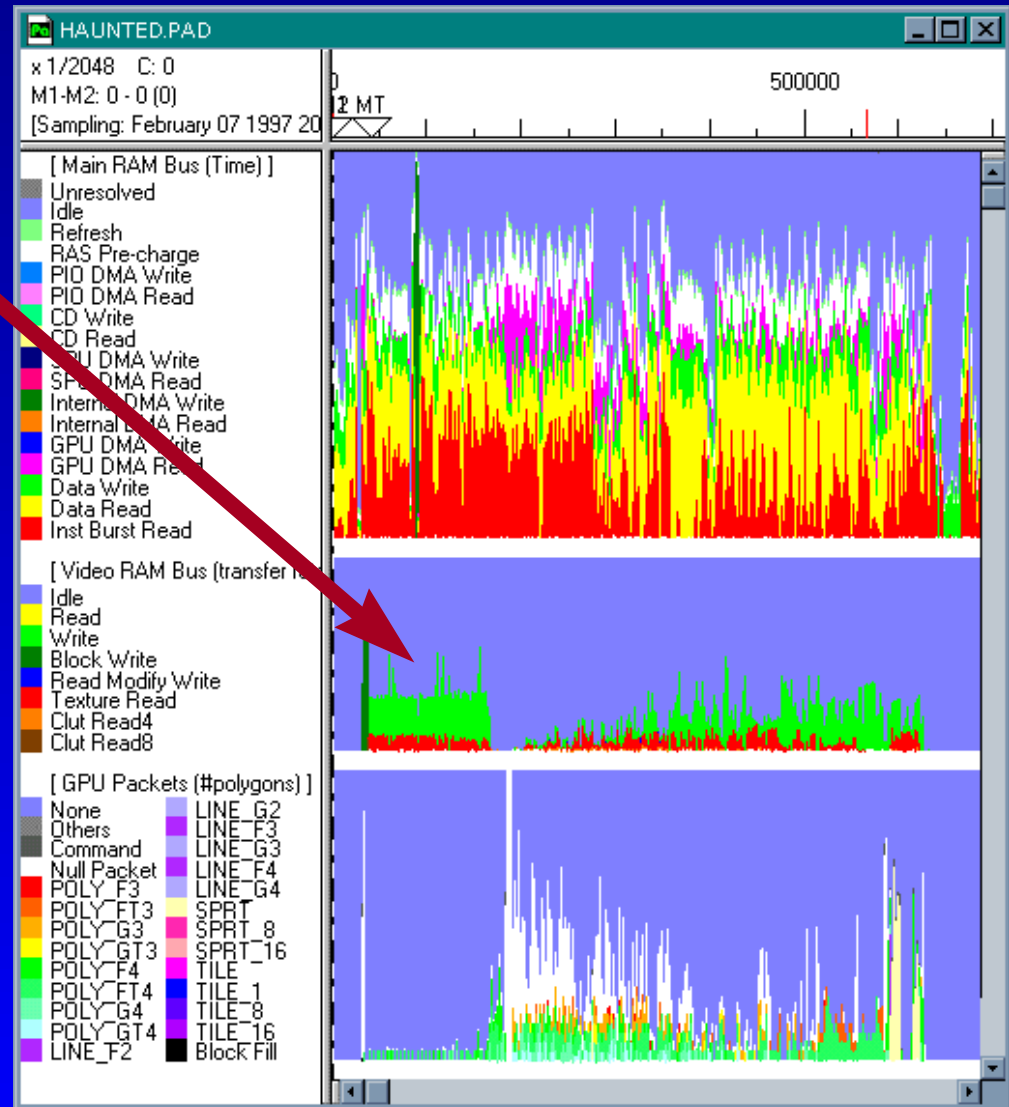 HAUNTED.PAD
x 1/2048 C: 0
M1-M2: 0 - 0 (0)
[Sampling: February 07 1997 20
500000
MT
[ Main RAM Bus (Time) ]
Unresolved
Idle
Refresh
RAS Pre-charge
PIO DMA Write
PIO DMA Read
CD Write
CD Read
SPU DMA Write
SPU DMA Read
Internal DMA Write
Internal DMA Read
GPU DMA Write
GPU DMA Read
Data Write
Data Read
Inst Burst Read
[ Video RAM Bus (transfer
Idle
Read
Write
Block Write
Read Modify Write
Texture Read
Clut Read4
Clut Read8
[ GPU Packets (#polygons) ]
None
Others
Command
Null Packet
POLY_F3
POLY_FT3
POLY_G3
POLY_GT3
POLY_F4
POLY_FT4
POLY_G4
POLY_GT4
LINE_F2
LINE_G2
LINE_F3
LINE_G3
LINE_F4
LINE_G4
SPRT
SPRT_8
SPRT_16
TILE
TILE_1
TILE_8
TILE_16
Block Fill